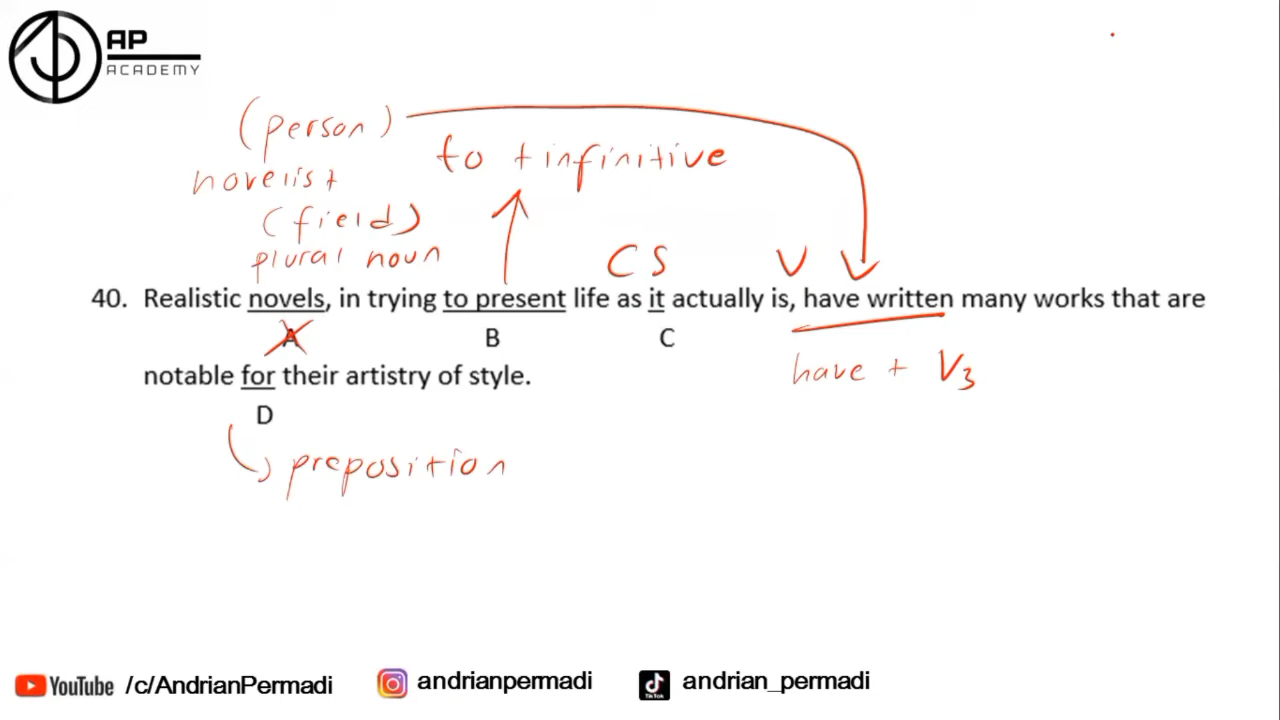 AP
ACADEMY
(person)
to + infinitive
novelist
(field)
plural noun
C S V
40. Realistic novels, in trying to present life as it actually is, have written many works that are
A B C
have + V3
notable for their artistry of style.
D
preposition
YouTube /c/AndrianPermadi
andrianpermadi
TikTok
andrian_permadi